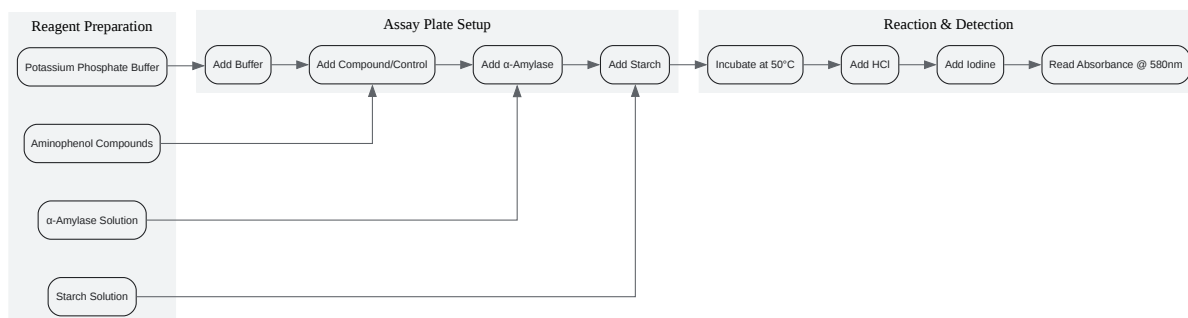 Reagent Preparation
Potassium Phosphate Buffer
Aminophenol Compounds
α-Amylase Solution
Starch Solution
Assay Plate Setup
Add Buffer
Add Compound/Control
Add α-Amylase
Add Starch
Reaction & Detection
Incubate at 50°C
Add HCl
Add Iodine
Read Absorbance @ 580nm